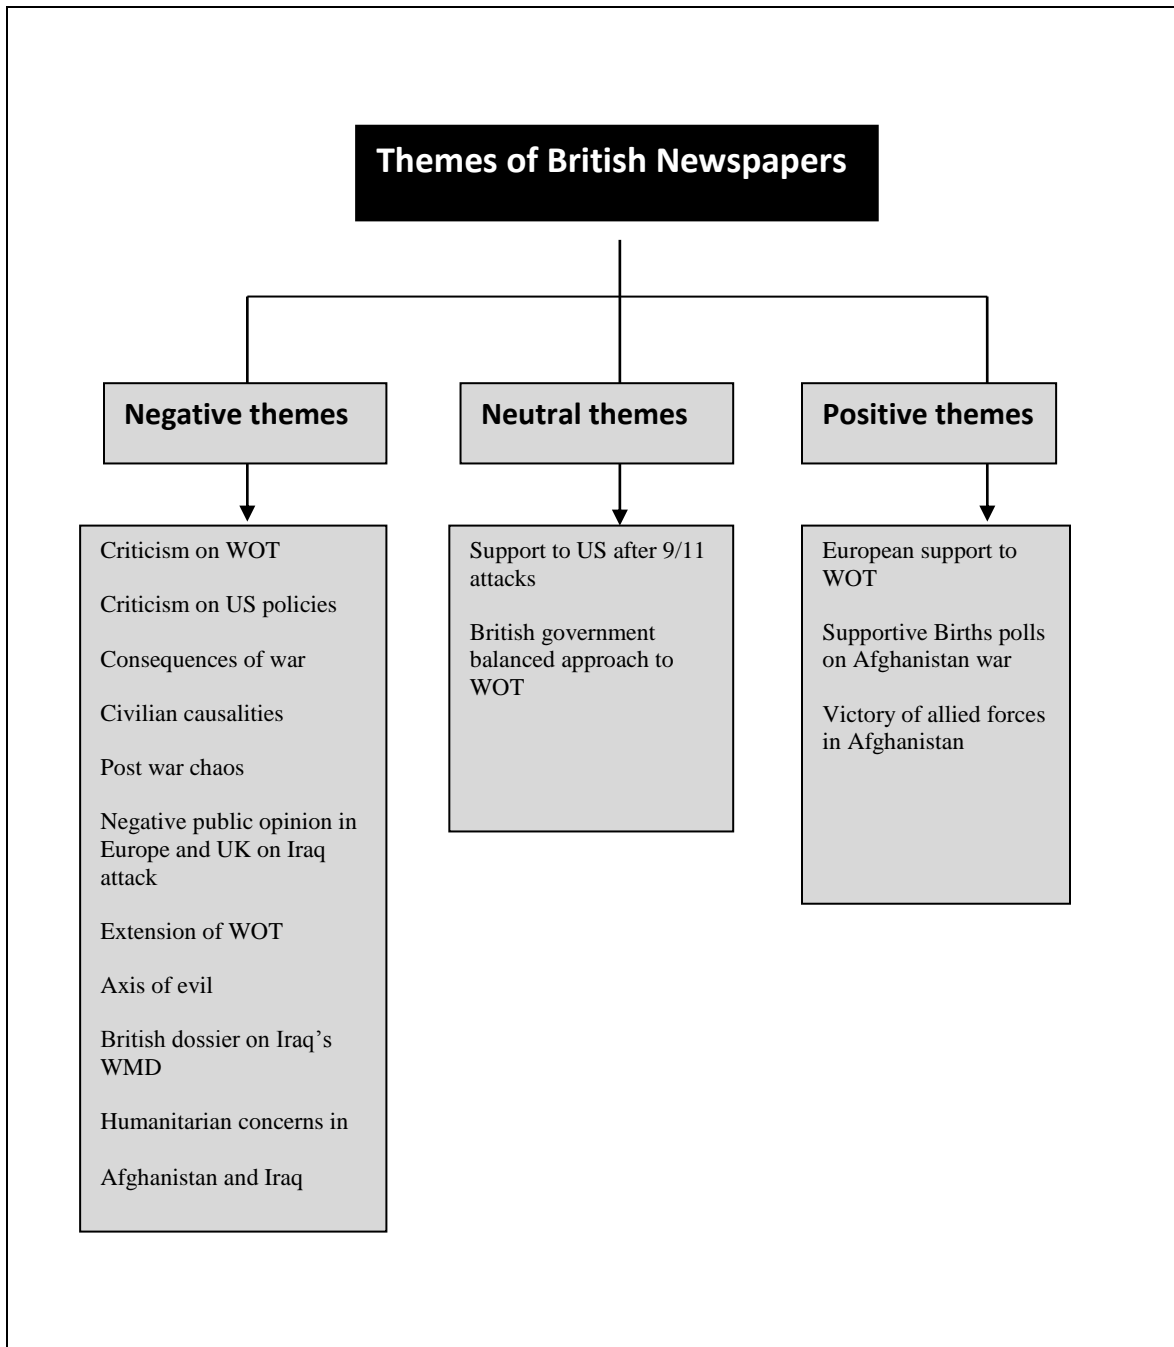 Themes of British Newspapers
Negative themes
Neutral themes
Positive themes
Criticism on WOT
Criticism on US policies
Consequences of war
Civilian causalities
Post war chaos
Negative public opinion in
Europe and UK on Iraq
attack
Extension of WOT
Axis of evil
British dossier on Iraq’s
WMD
Humanitarian concerns in
Afghanistan and Iraq
Support to US after 9/11
attacks
British government
balanced approach to
WOT
European support to
WOT
Supportive Births polls
on Afghanistan war
Victory of allied forces
in Afghanistan